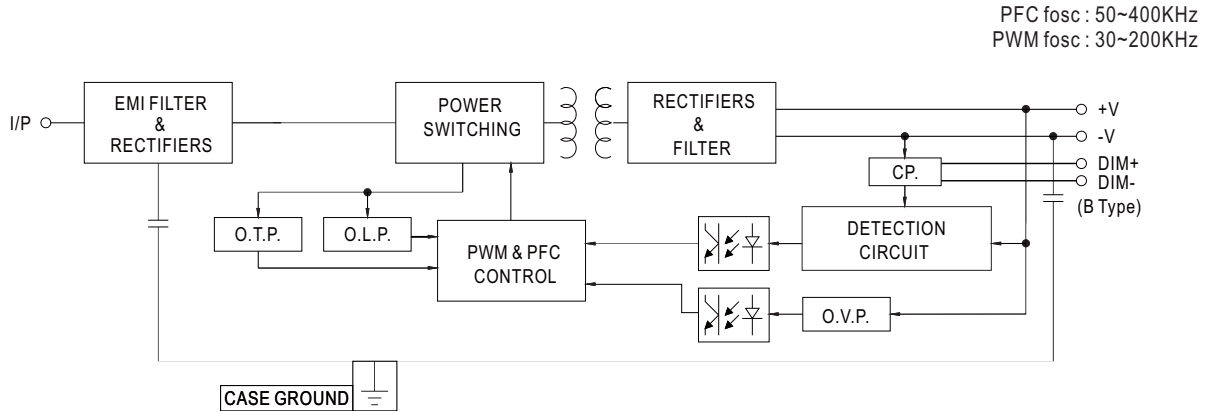 PFC fosc : 50~400KHz
PWM fosc : 30~200KHz
I/P
EMI FILTER
&
RECTIFIERS
POWER
SWITCHING
RECTIFIERS
&
FILTER
+V
-V
CP.
DIM+
DIM-
(B Type)
O.T.P.
O.L.P.
PWM & PFC
CONTROL
DETECTION
CIRCUIT
O.V.P.
CASE GROUND